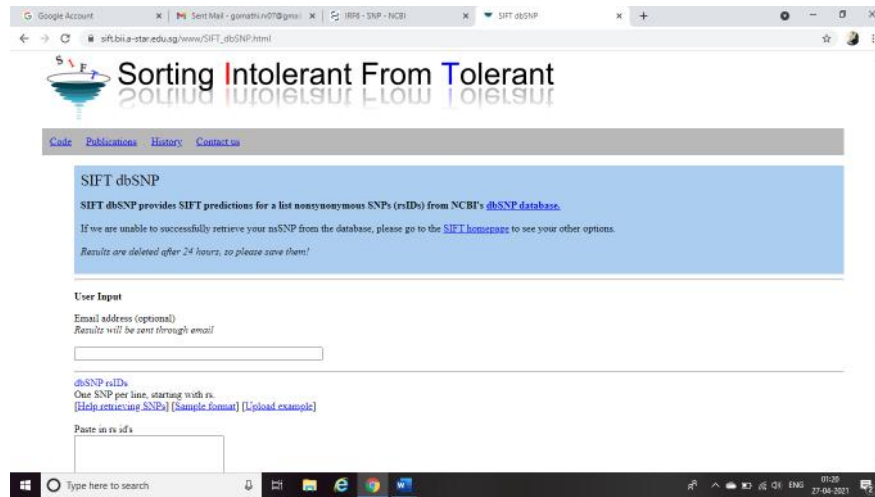 Google Account
Sent Mail - gomathi.rv07@gmai
IRF6 - SNP - NCBI
SIFT dbSNP
sift.bii.a-star.edu.sg/www/SIFT_dbSNP.html
S I F T
Sorting Intolerant From Tolerant
Code Publications History Contact us
SIFT dbSNP
SIFT dbSNP provides SIFT predictions for a list nonsynonymous SNPs (rsIDs) from NCBI's dbSNP database.
If we are unable to successfully retrieve your nsSNP from the database, please go to the SIFT homepage to see your other options.
Results are deleted after 24 hours, so please save them!
User Input
Email address (optional)
Results will be sent through email
dbSNP rsIDs
One SNP per line, starting with rs.
[Help retrieving SNPs] [Sample format] [Upload example]
Paste in rs id's
Type here to search
ENG
01:20
27-04-2021